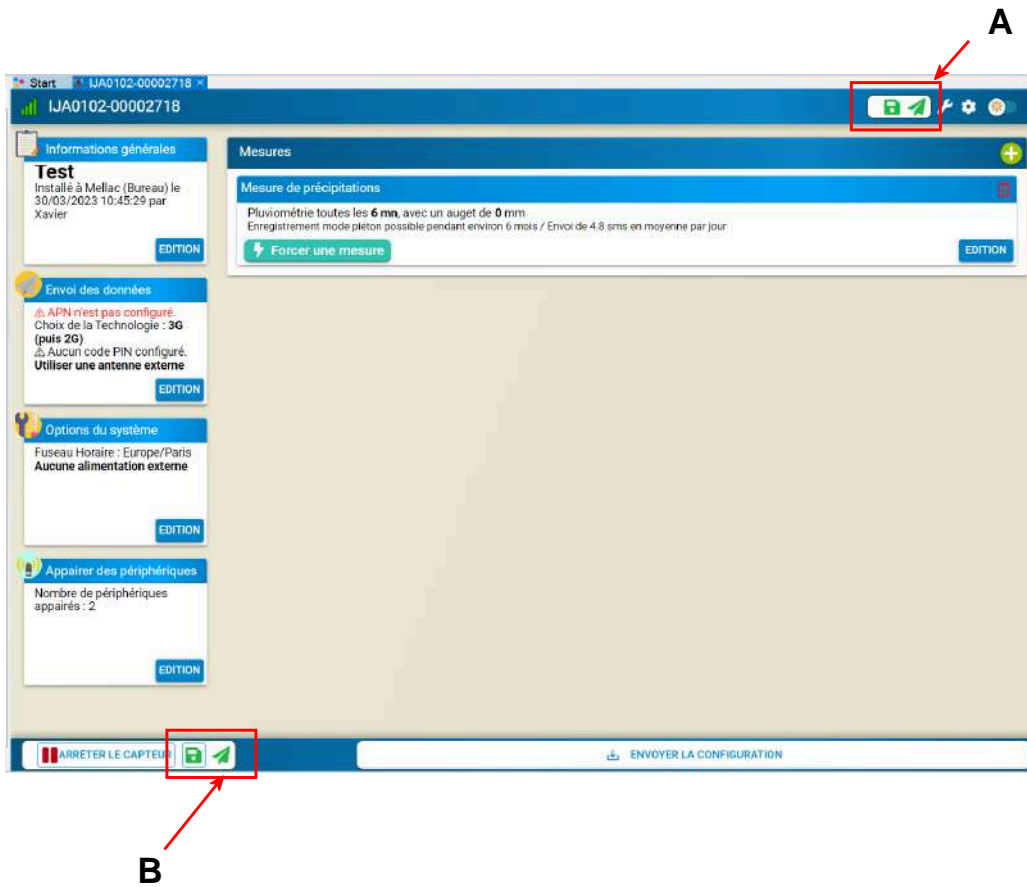 A
Start IJA0102-00002718 ×
IJA0102-00002718
Informations générales
Test
Installé à Mellac (Bureau) le
30/03/2023 10:45:29 par
Xavier
EDITION
Mesures
Mesure de précipitations
Pluviométrie toutes les 6 mn, avec un auget de 0 mm
Enregistrement mode piéton possible pendant environ 6 mois / Envoi de 4.8 sms en moyenne par jour
Forcer une mesure
EDITION
Envoi des données
⚠ APN n'est pas configuré.
Choix de la Technologie : 3G
(puis 2G)
⚠ Aucun code PIN configuré.
Utiliser une antenne externe
EDITION
Options du système
Fuseau Horaire : Europe/Paris
Aucune alimentation externe
EDITION
Appairer des périphériques
Nombre de périphériques
appairés : 2
EDITION
ARRÊTER LE CAPTEUR
ENVOYER LA CONFIGURATION
B